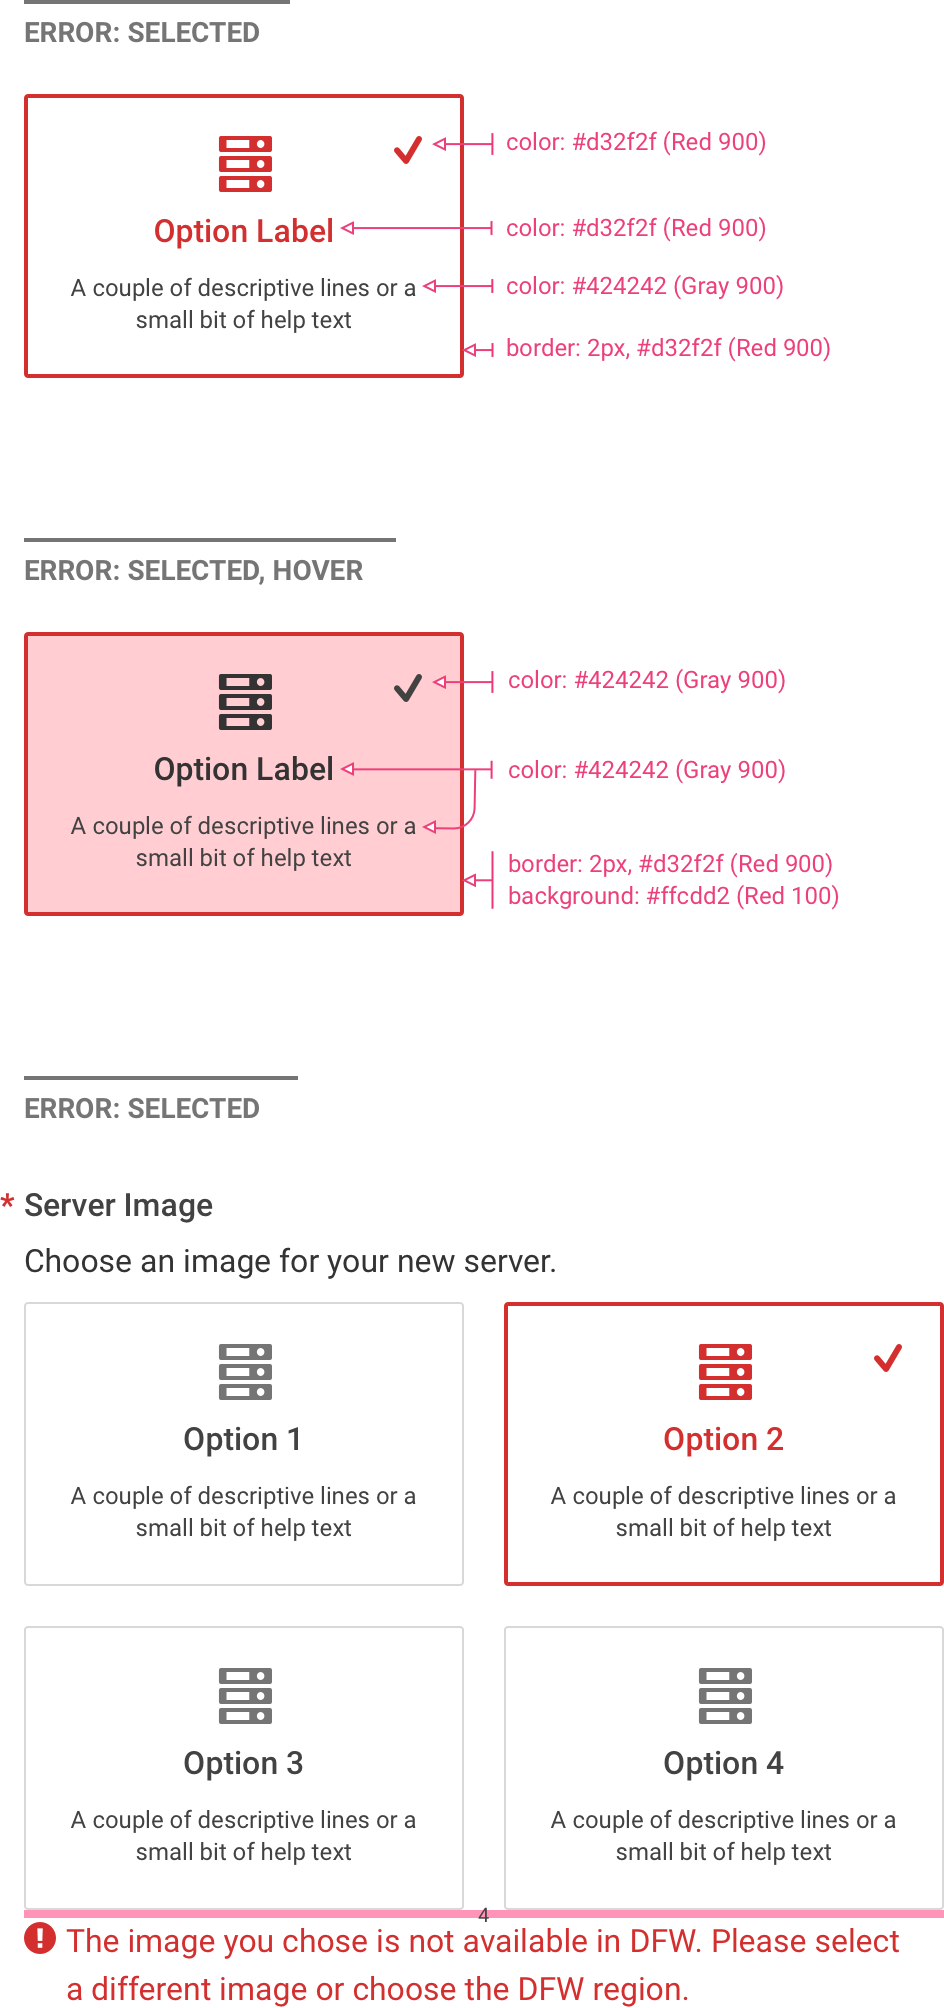 ERROR: SELECTED
color: #d32f2f (Red 900)
Option Label
color: #d32f2f (Red 900)
A couple of descriptive lines or a
color: #424242 (Gray 900)
small bit of help text
border: 2px, #d32f2f (Red 900)
ERROR: SELECTED, HOVER
color: #424242 (Gray 900)
Option Label
color: #424242 (Gray 900)
A couple of descriptive lines or a
small bit of help text
border: 2px, #d32f2f (Red 900)
background: #ffcdd2 (Red 100)
ERROR: SELECTED
* Server Image
Choose an image for your new server.
Option 1
A couple of descriptive lines or a
small bit of help text
Option 2
A couple of descriptive lines or a
small bit of help text
Option 3
A couple of descriptive lines or a
small bit of help text
Option 4
A couple of descriptive lines or a
small bit of help text
4
The image you chose is not available in DFW. Please select
a different image or choose the DFW region.